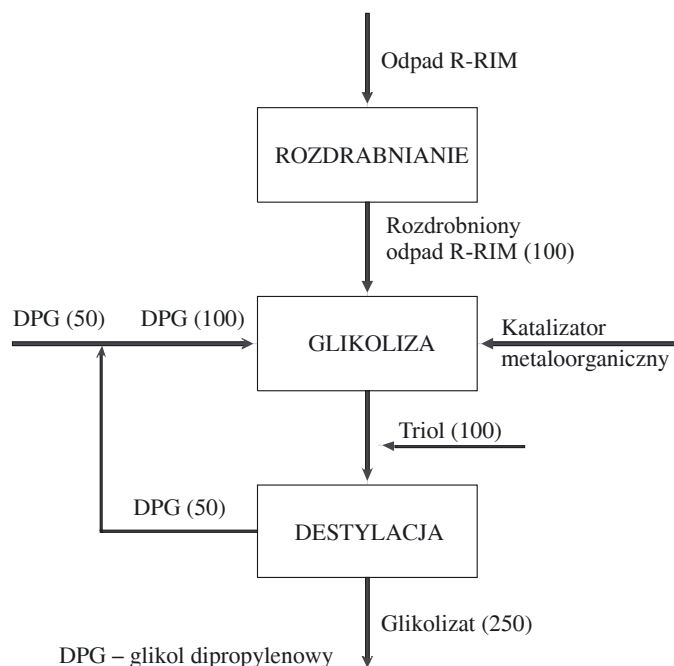 Odpad R-RIM
ROZDRABNIANIE
Rozdrobniony
odpad R-RIM (100)
DPG (50)
DPG (100)
GLIKOLIZA
Katalizator
metaloorganiczny
Triol (100)
DPG (50)
DESTYLACJA
Glikolizat (250)
DPG – glikol dipropylenowy